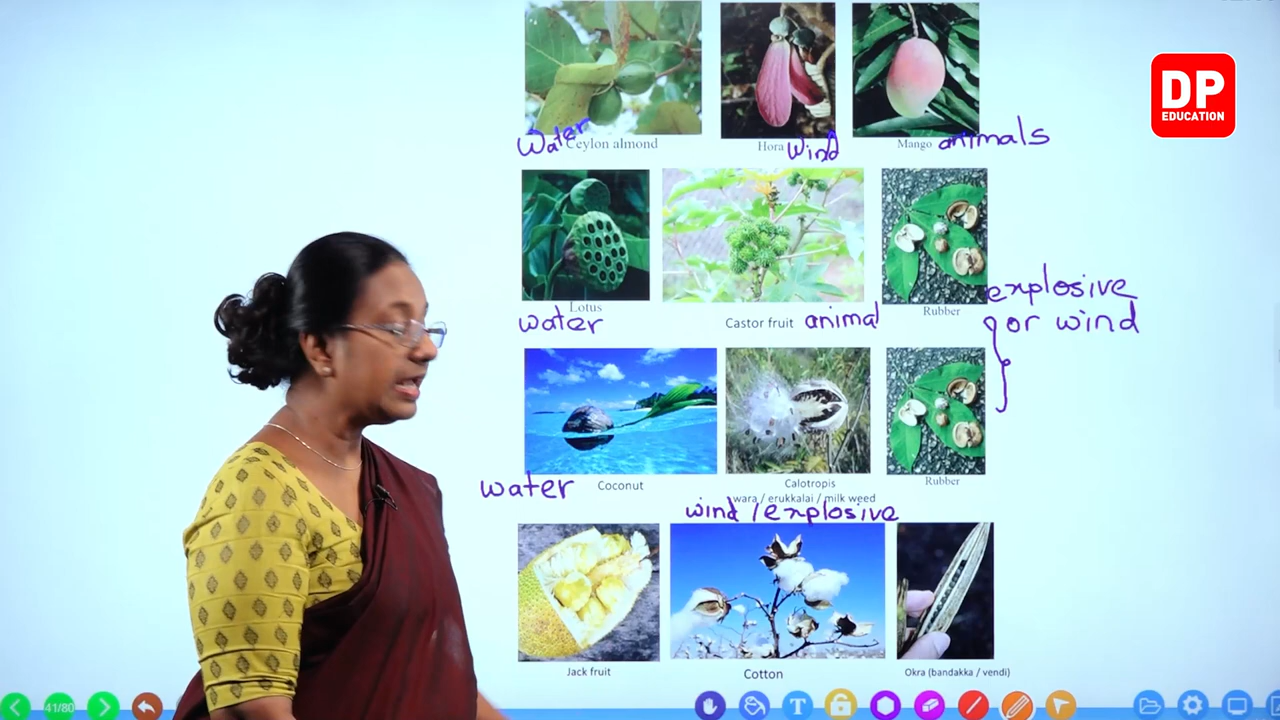 DP
EDUCATION
Water
Ceylon almond
Hora
Wind
Mango
animals
Lotus
water
Castor fruit
animal
Rubber
explosive
or wind
Coconut
water
Calotropis
wara / erukkalai / milk weed
wind / explosive
Rubber
Jack fruit
Cotton
Okra (bandakka / vendi)
41/80
T